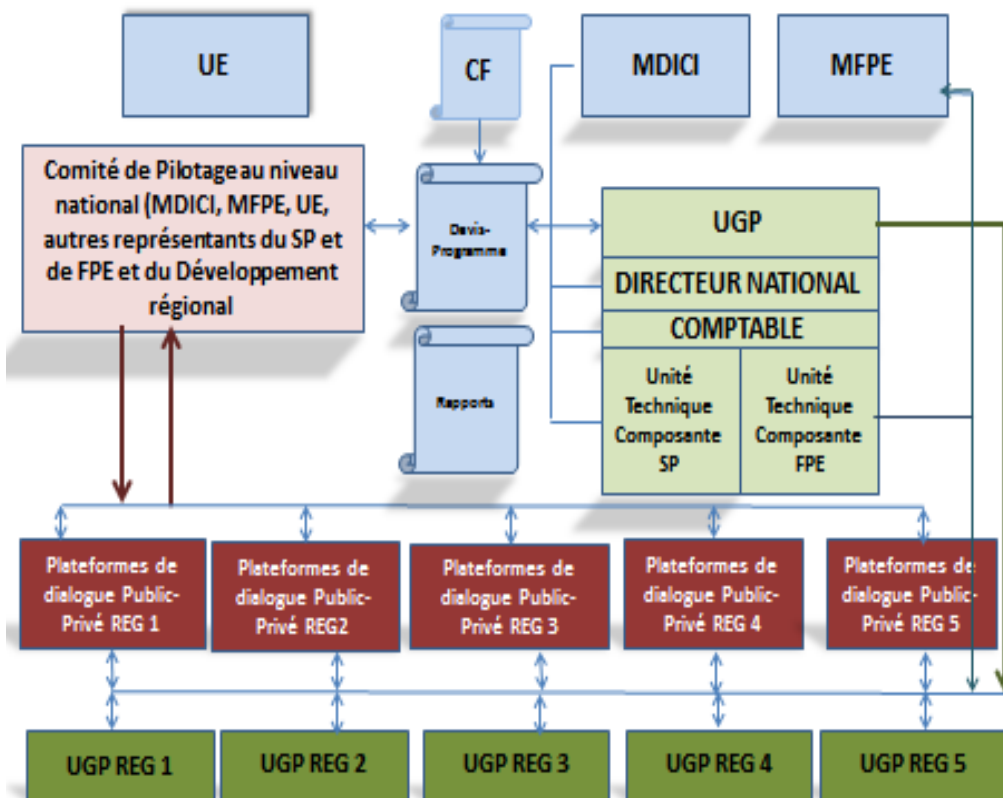 UE
CF
MDICI
MFPE
Comité de Pilotage au niveau
national (MDICI, MFPE, UE,
autres représentants du SP et
de FPE et du Développement
régional
Devis-
Programme
Rapports
UGP
DIRECTEUR NATIONAL
COMPTABLE
Unité
Technique
Composante
SP
Unité
Technique
Composante
FPE
Plateformes de
dialogue Public-
Privé REG 1
Plateformes de
dialogue Public-
Privé REG2
Plateformes de
dialogue Public-
Privé REG 3
Plateformes de
dialogue Public-
Privé REG 4
Plateformes de
dialogue Public-
Privé REG 5
UGP REG 1
UGP REG 2
UGP REG 3
UGP REG 4
UGP REG 5